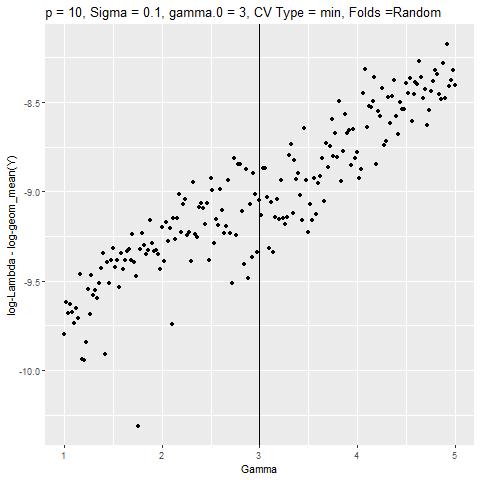 p = 10, Sigma = 0.1, gamma.0 = 3, CV Type = min, Folds =Random
-8.5
-9.0
-9.5
-10.0
log-Lambda - log-geom_mean(Y)
1 2 3 4 5
Gamma